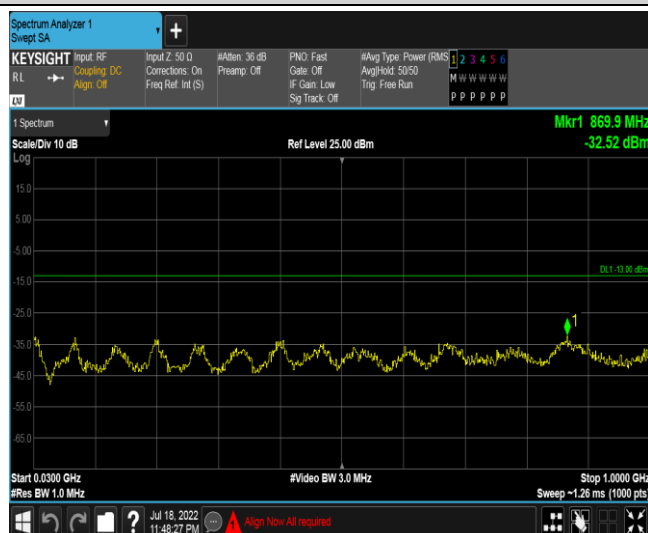 Spectrum Analyzer 1
Swept SA
+
KEYSIGHT
RL
LXI
Input: RF
Coupling: DC
Align: Off
Input Z: 50 Ω
Corrections: On
Freq Ref: Int (S)
#Atten: 36 dB
Preamp: Off
PNO: Fast
Gate: Off
IF Gain: Low
Sig Track: Off
#Avg Type: Power (RMS
Avg|Hold: 50/50
Trig: Free Run
1 2 3 4 5 6
M W W W W W
P P P P P P
1 Spectrum
Scale/Div 10 dB
Ref Level 25.00 dBm
Mkr1 869.9 MHz
-32.52 dBm
Log
15.0
5.00
-5.00
DL1 -13.00 dBm
-15.0
-25.0
1
-35.0
-45.0
-55.0
-65.0
Start 0.0300 GHz
#Video BW 3.0 MHz
Stop 1.0000 GHz
#Res BW 1.0 MHz
Sweep ~1.26 ms (1000 pts)
?
Jul 18, 2022
11:48:27 PM
1
Align Now All required